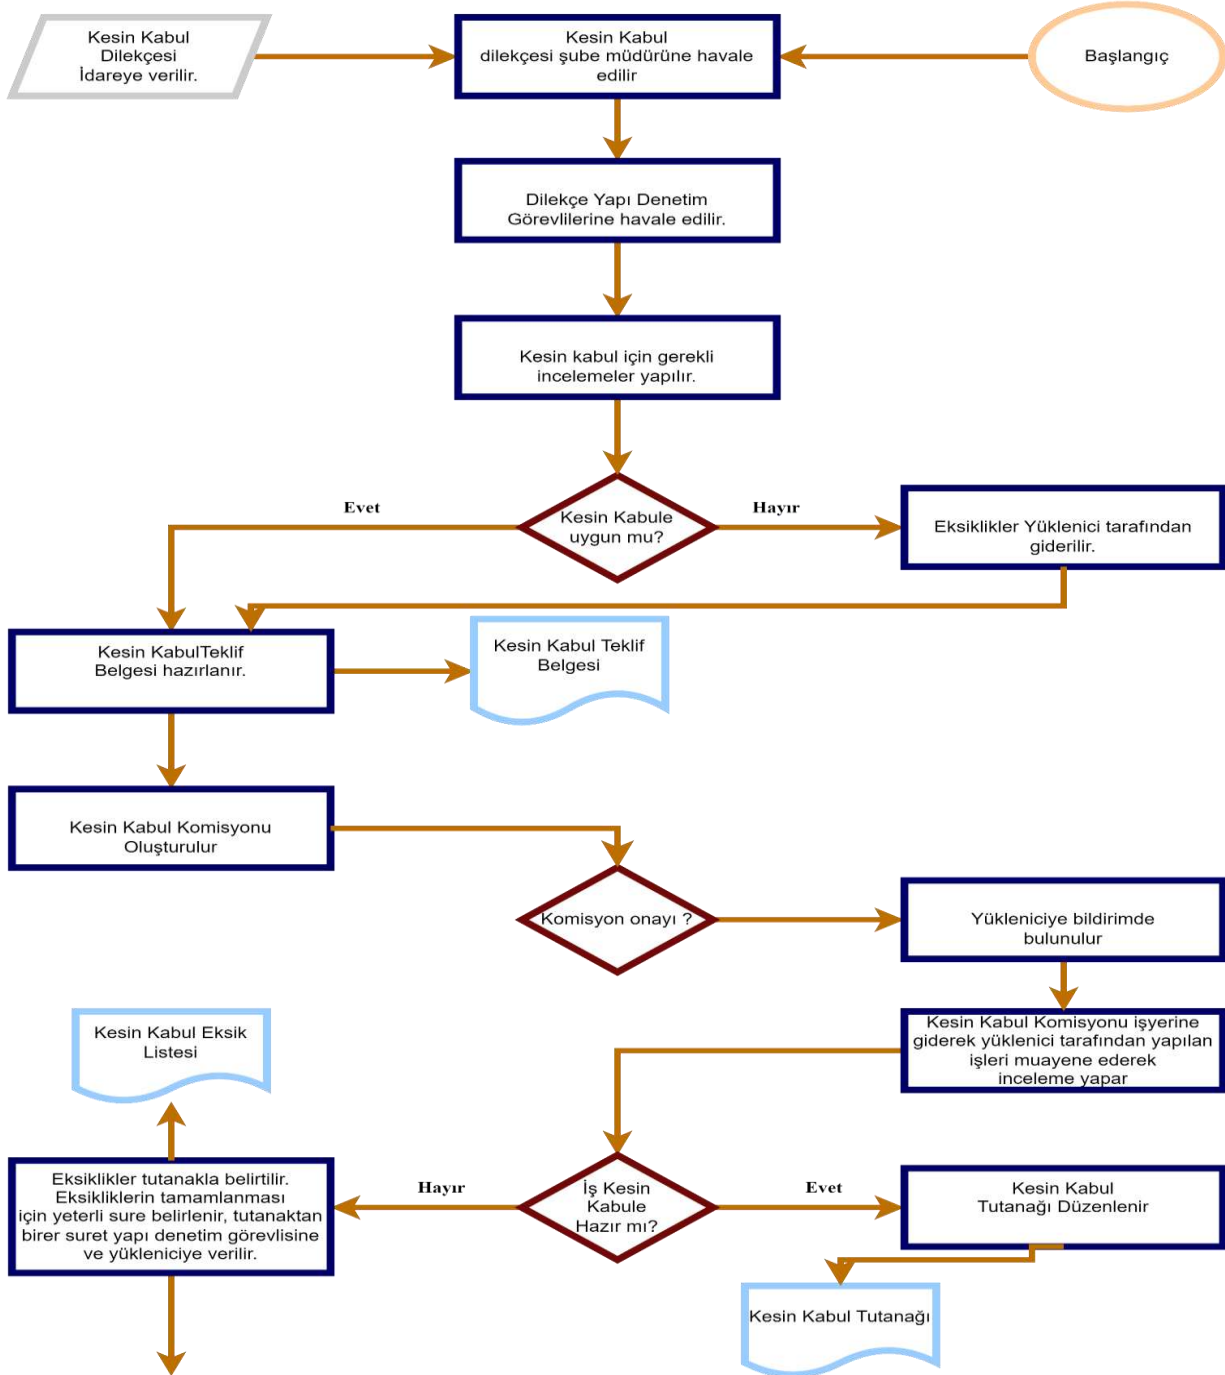 Kesin Kabul
Dilekçesi
İdareye verilir.
Kesin Kabul
dilekçesi şube müdürüne havale
edilir
Başlangıç
Dilekçe Yapı Denetim
Görevlilerine havale edilir.
Kesin kabul için gerekli
incelemeler yapılır.
Evet
Kesin Kabule
uygun mu?
Hayır
Eksiklikler Yüklenici tarafından
giderilir.
Kesin KabulTeklif
Belgesi hazırlanır.
Kesin Kabul Teklif
Belgesi
Kesin Kabul Komisyonu
Oluşturulur
Komisyon onayı ?
Yükleniciye bildirimde
bulunulur
Kesin Kabul Komisyonu işyerine
giderek yüklenici tarafından yapılan
işleri muayene ederek
inceleme yapar
Kesin Kabul Eksik
Listesi
Eksiklikler tutanakla belirtilir.
Eksikliklerin tamamlanması
için yeterli sure belirlenir, tutanaktan
birer suret yapı denetim görevlisine
ve yükleniciye verilir.
Hayır
İş Kesin
Kabule
Hazır mı?
Evet
Kesin Kabul
Tutanağı Düzenlenir
Kesin Kabul Tutanağı